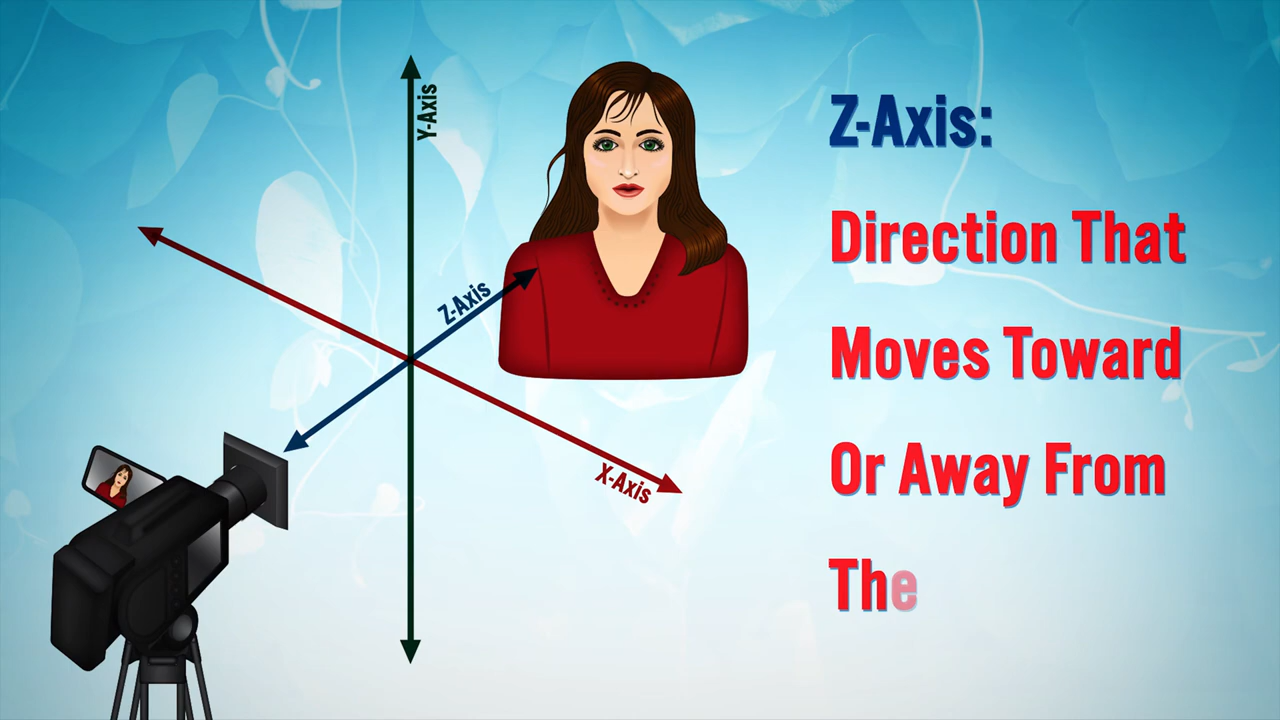 Y-Axis
Z-Axis
X-Axis
Z-Axis:
Direction That
Moves Toward
Or Away From
The